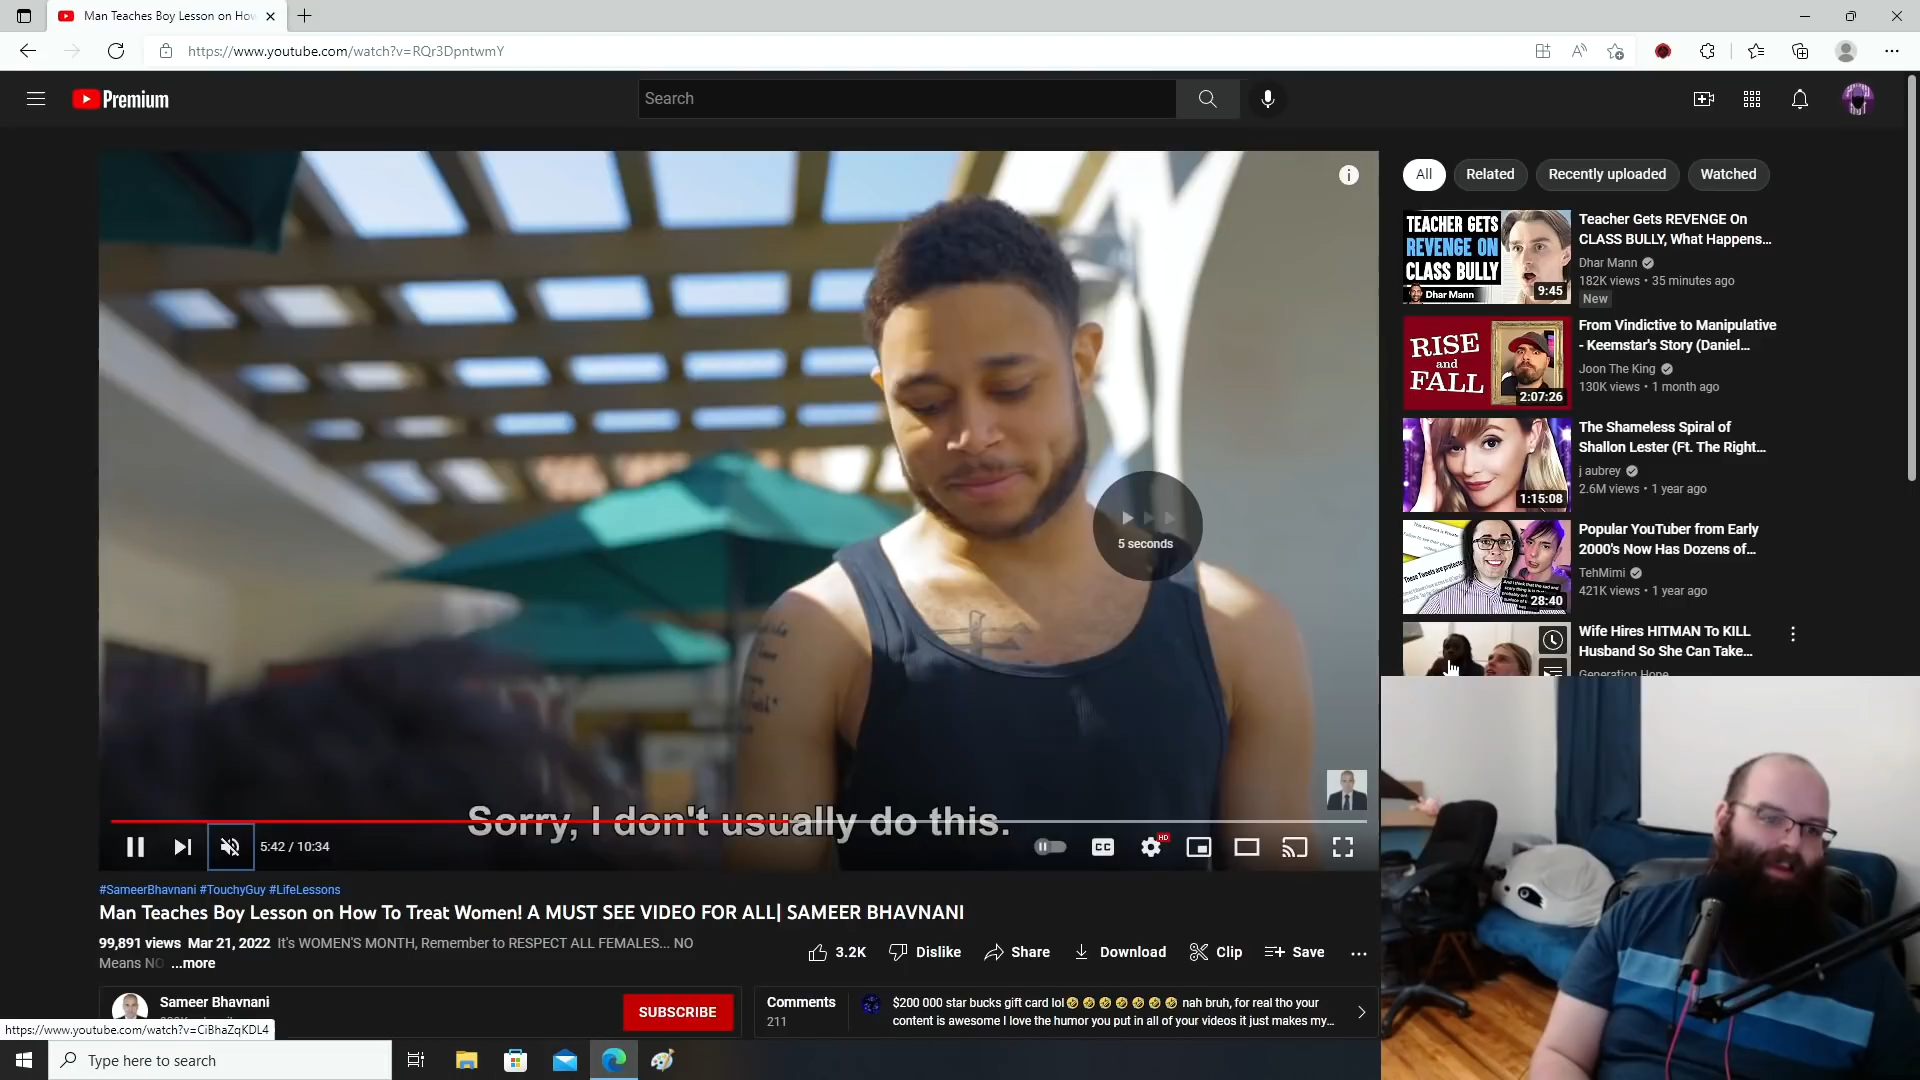 Man Teaches Boy Lesson on How
https://www.youtube.com/watch?v=RQr3DpntwmY
Premium
Search
All
Related
Recently uploaded
Watched
TEACHER GETS
REVENGE ON
CLASS BULLY
Dhar Mann
9:45
Teacher Gets REVENGE On
CLASS BULLY, What Happens...
Dhar Mann
182K views • 35 minutes ago
New
RISE
and
FALL
2:07:26
From Vindictive to Manipulative
- Keemstar's Story (Daniel...
Joon The King
130K views • 1 month ago
1:15:08
The Shameless Spiral of
Shallon Lester (Ft. The Right...
j aubrey
2.6M views • 1 year ago
These Tweets are protected
28:40
Popular YouTuber from Early
2000's Now Has Dozens of...
TehMimi
421K views • 1 year ago
Wife Hires HITMAN To KILL
Husband So She Can Take...
Generation Hope
5 seconds
Sorry, I don't usually do this.
5:42 / 10:34
CC
HD
#SameerBhavnani #TouchyGuy #LifeLessons
Man Teaches Boy Lesson on How To Treat Women! A MUST SEE VIDEO FOR ALL| SAMEER BHAVNANI
99,891 views Mar 21, 2022 It's WOMEN'S MONTH, Remember to RESPECT ALL FEMALES... NO
Means NO ...more
3.2K
Dislike
Share
Download
Clip
Save
Sameer Bhavnani
SUBSCRIBE
Comments
211
$200 000 star bucks gift card lol🤣🤣🤣🤣🤣🤣🤣 nah bruh, for real tho your
content is awesome I love the humor you put in all of your videos it just makes my...
https://www.youtube.com/watch?v=CiBhaZqKDL4
Type here to search